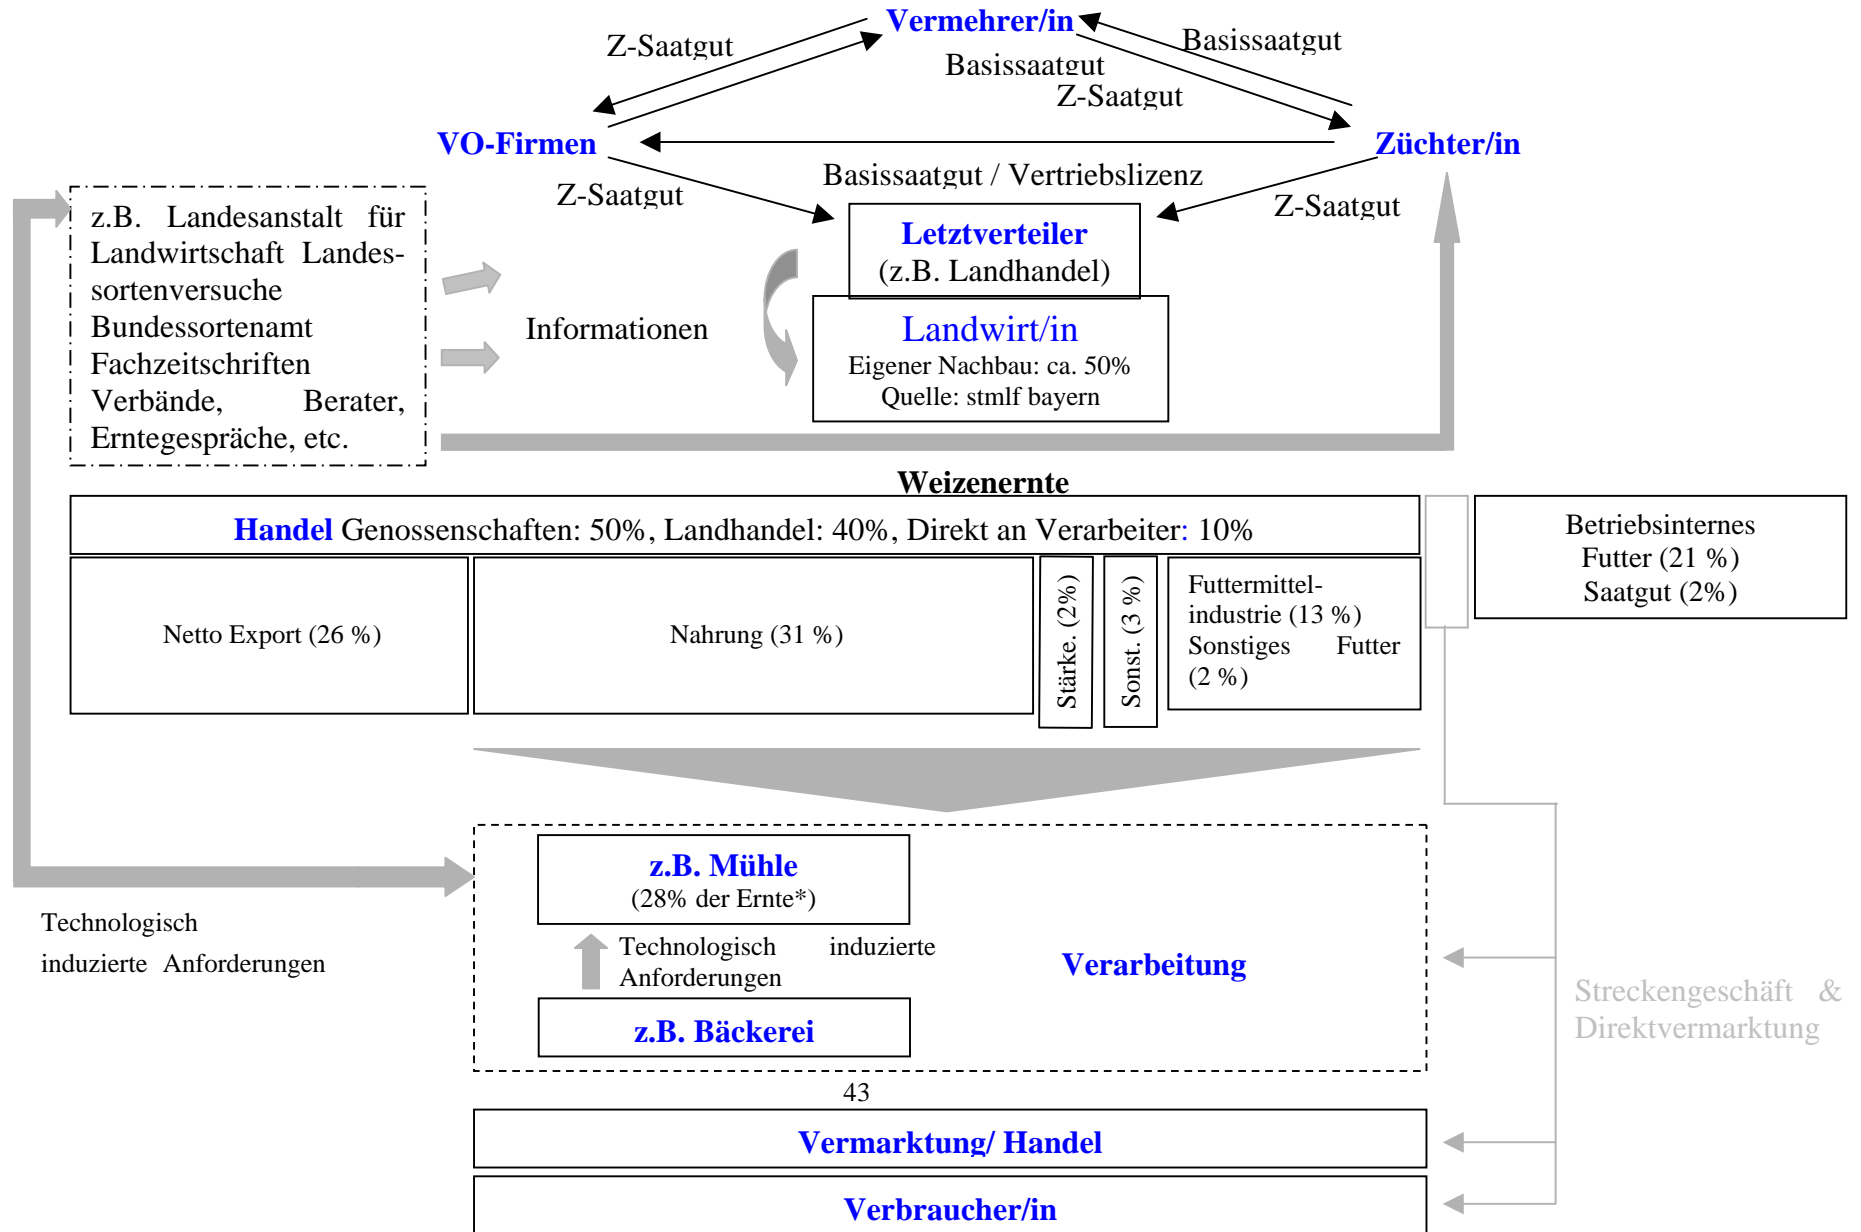 Vermehrer/in
Z-Saatgut
Basissaatgut
Basissaatgut
Z-Saatgut
VO-Firmen
Züchter/in
Basissaatgut / Vertriebslizenz
Z-Saatgut
Z-Saatgut
z.B. Landesanstalt für
Landwirtschaft Landes-
sortenversuche
Bundessortenamt
Fachzeitschriften
Verbände, Berater,
Erntegespräche, etc.
Informationen
Letztverteiler
(z.B. Landhandel)
Landwirt/in
Eigener Nachbau: ca. 50%
Quelle: stmlf bayern
Weizenernte
Handel Genossenschaften: 50%, Landhandel: 40%, Direkt an Verarbeiter: 10%
Betriebsinternes
Futter (21 %)
Saatgut (2%)
Netto Export (26 %)
Nahrung (31 %)
Stärke. (2%)
Sonst. (3 %)
Futtermittel-
industrie (13 %)
Sonstiges Futter
(2 %)
z.B. Mühle
(28% der Ernte*)
Technologisch induzierte
Anforderungen
z.B. Bäckerei
Verarbeitung
Technologisch
induzierte Anforderungen
Streckengeschäft &
Direktvermarktung
43
Vermarktung/ Handel
Verbraucher/in